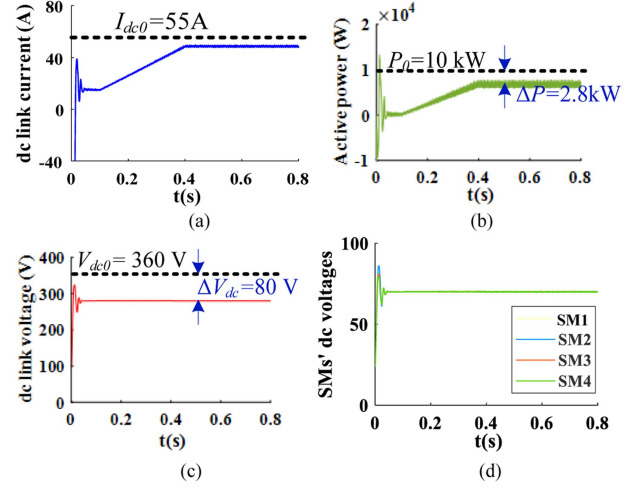 dc link current (A)
80
40
0
-40
I_dc0=55A
0
0.2
0.4
0.6
0.8
t(s)
(a)
Active power (W)
×10⁴
2
1
0
-1
P₀=10 kW
ΔP=2.8kW
0
0.2
0.4
0.6
0.8
t(s)
(b)
dc link voltage (V)
400
300
200
100
0
V_dc0= 360 V
ΔV_dc=80 V
0
0.2
0.4
0.6
0.8
t(s)
(c)
SMs' dc voltages
100
50
0
SM1
SM2
SM3
SM4
0
0.2
0.4
0.6
0.8
t(s)
(d)